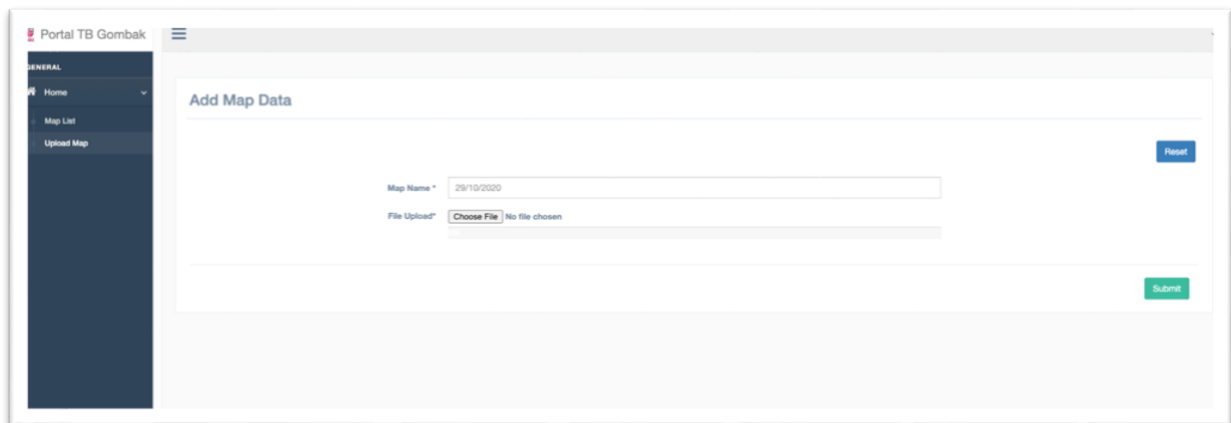 Portal TB Gombak
GENERAL
Home
Map List
Upload Map
Add Map Data
Reset
Map Name *
29/10/2020
File Upload*
Choose File No file chosen
Submit